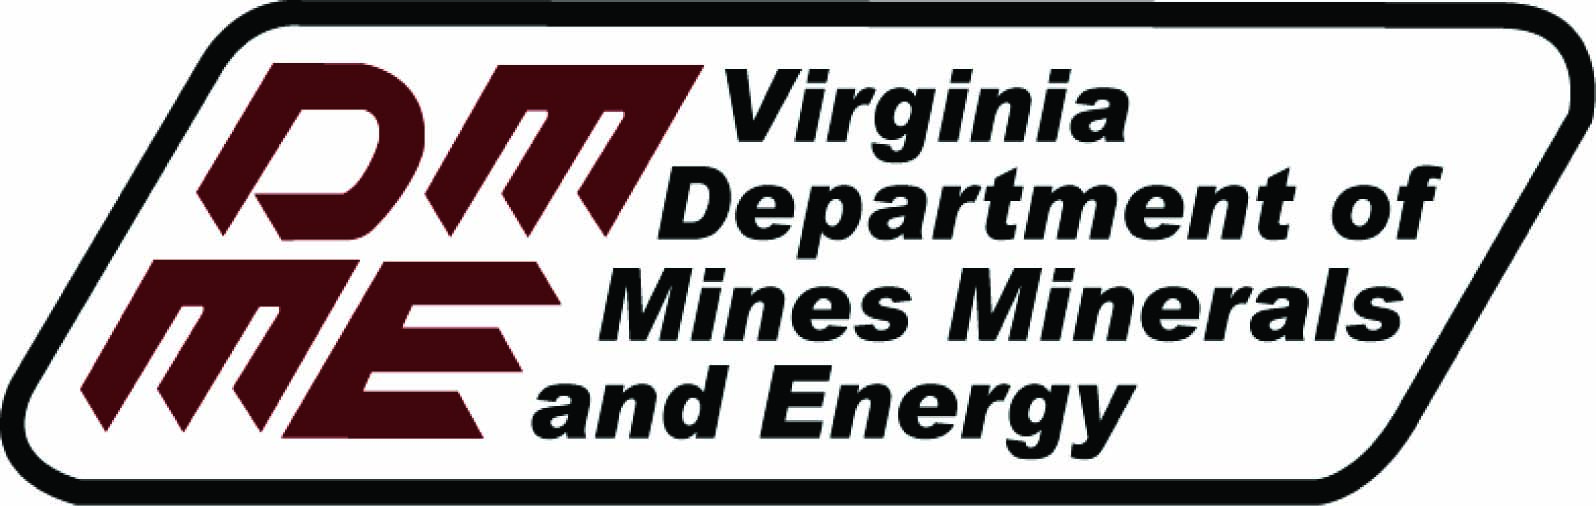 DM
ME
Virginia
Department of
Mines Minerals
and Energy